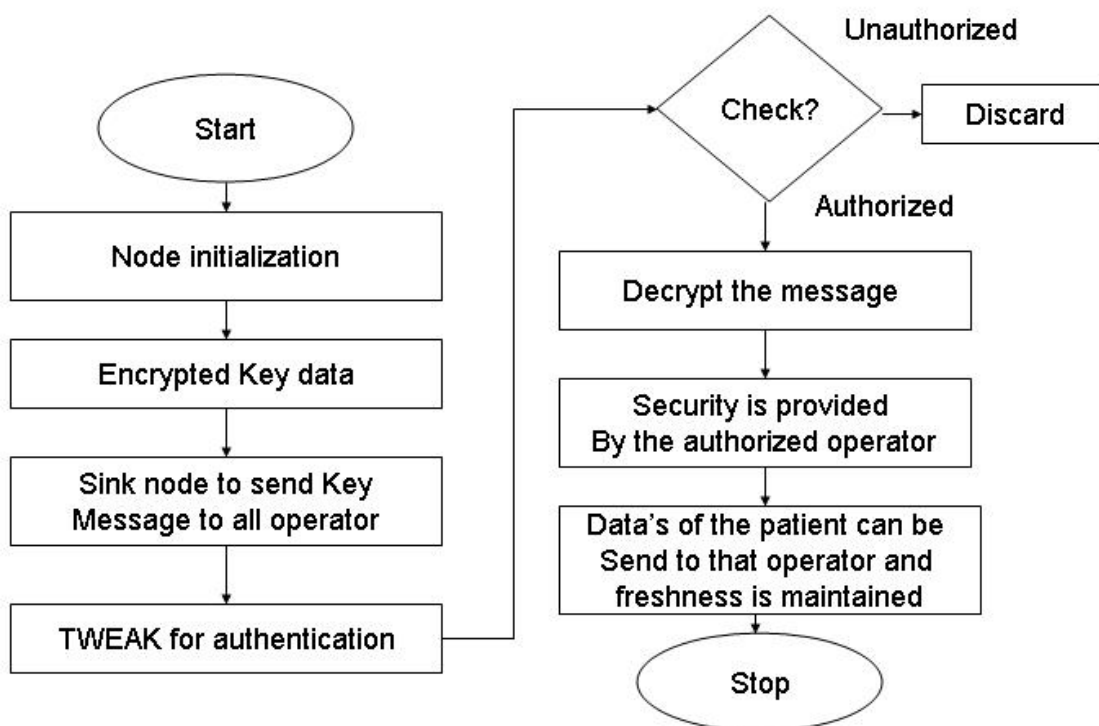 Start
Node initialization
Encrypted Key data
Sink node to send Key
Message to all operator
TWEAK for authentication
Check?
Unauthorized
Discard
Authorized
Decrypt the message
Security is provided
By the authorized operator
Data's of the patient can be
Send to that operator and
freshness is maintained
Stop